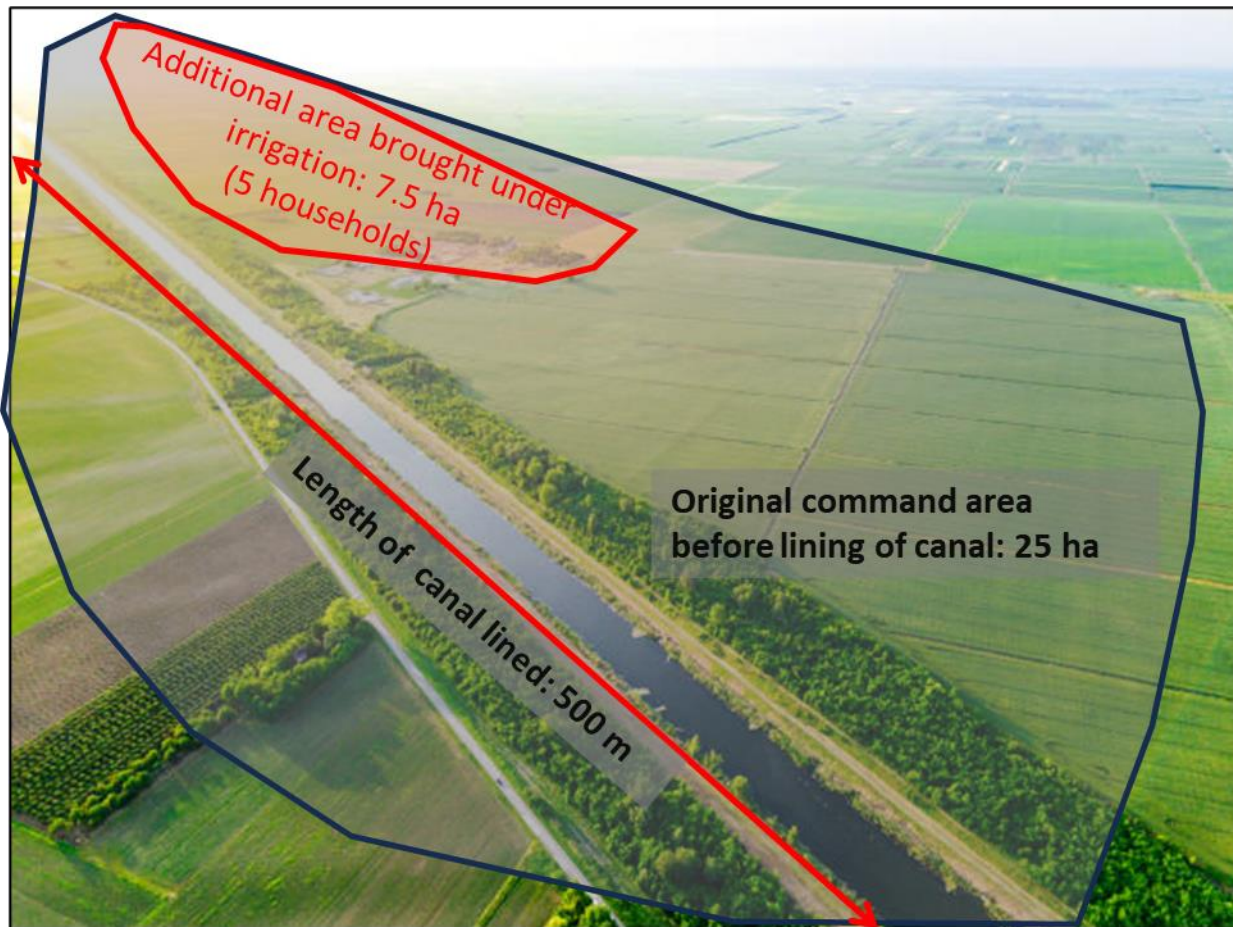 Additional area brought under
irrigation: 7.5 ha
(5 households)
Original command area
before lining of canal: 25 ha
Length of canal lined: 500 m